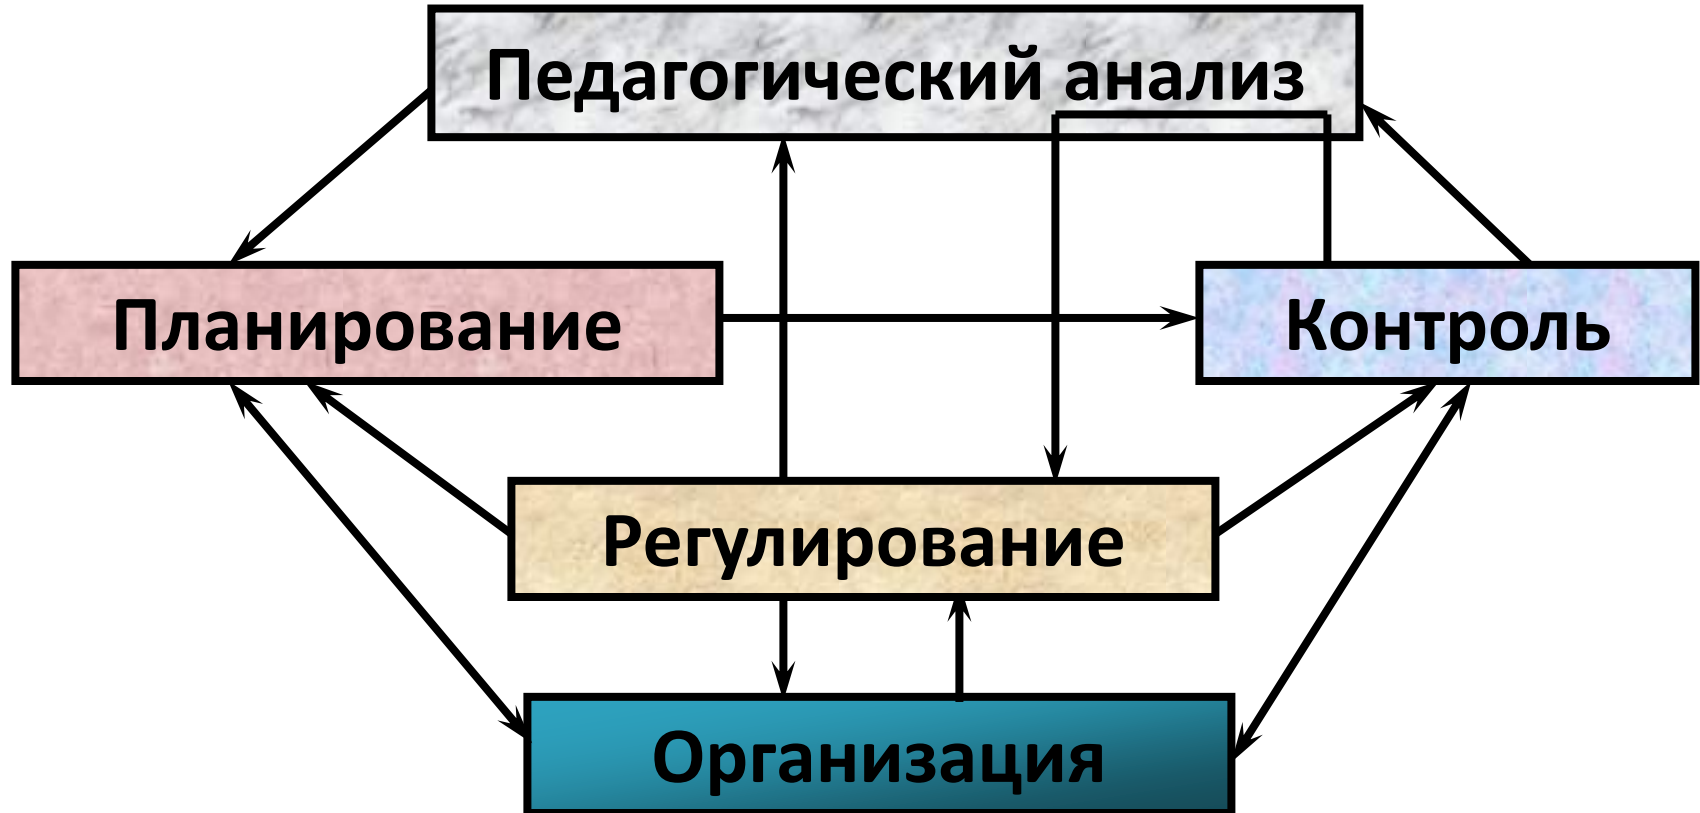 Педагогический анализ
Планирование
Контроль
Регулирование
Организация